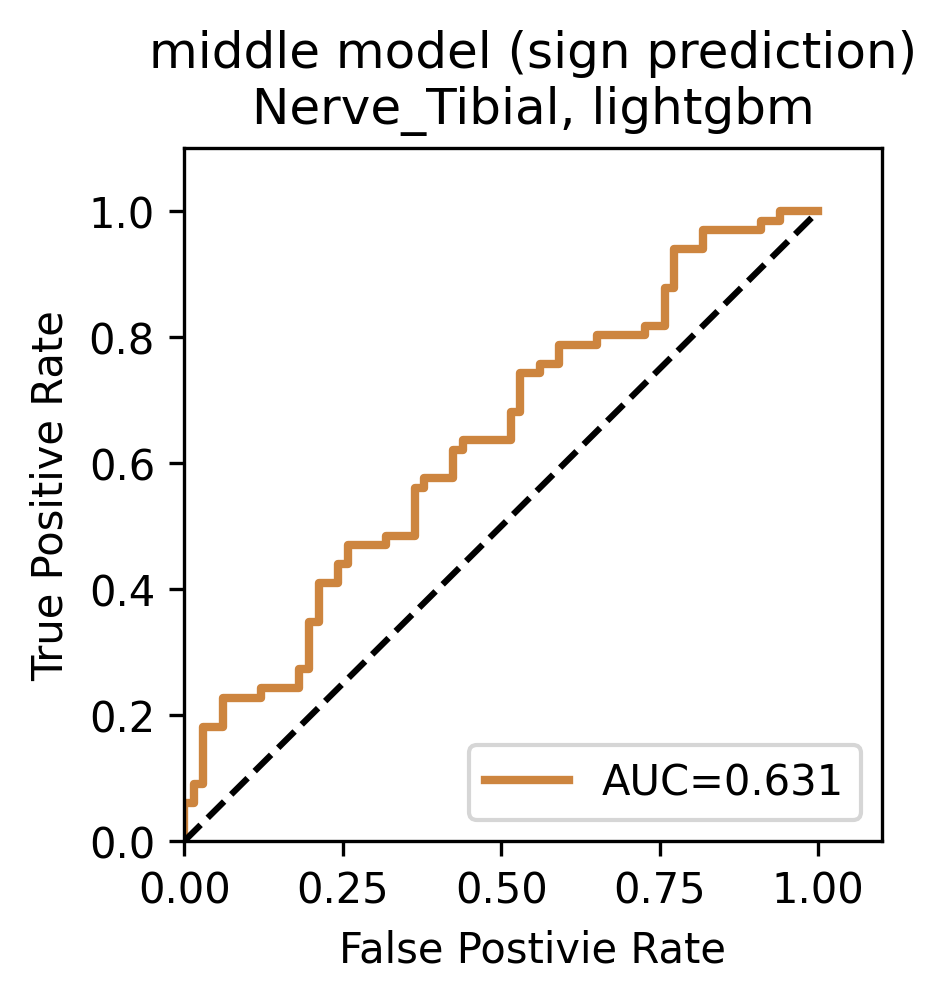 middle model (sign prediction)
Nerve_Tibial, lightgbm
True Positive Rate
1.0
0.8
0.6
0.4
0.2
0.0
AUC=0.631
0.00 0.25 0.50 0.75 1.00
False Postivie Rate